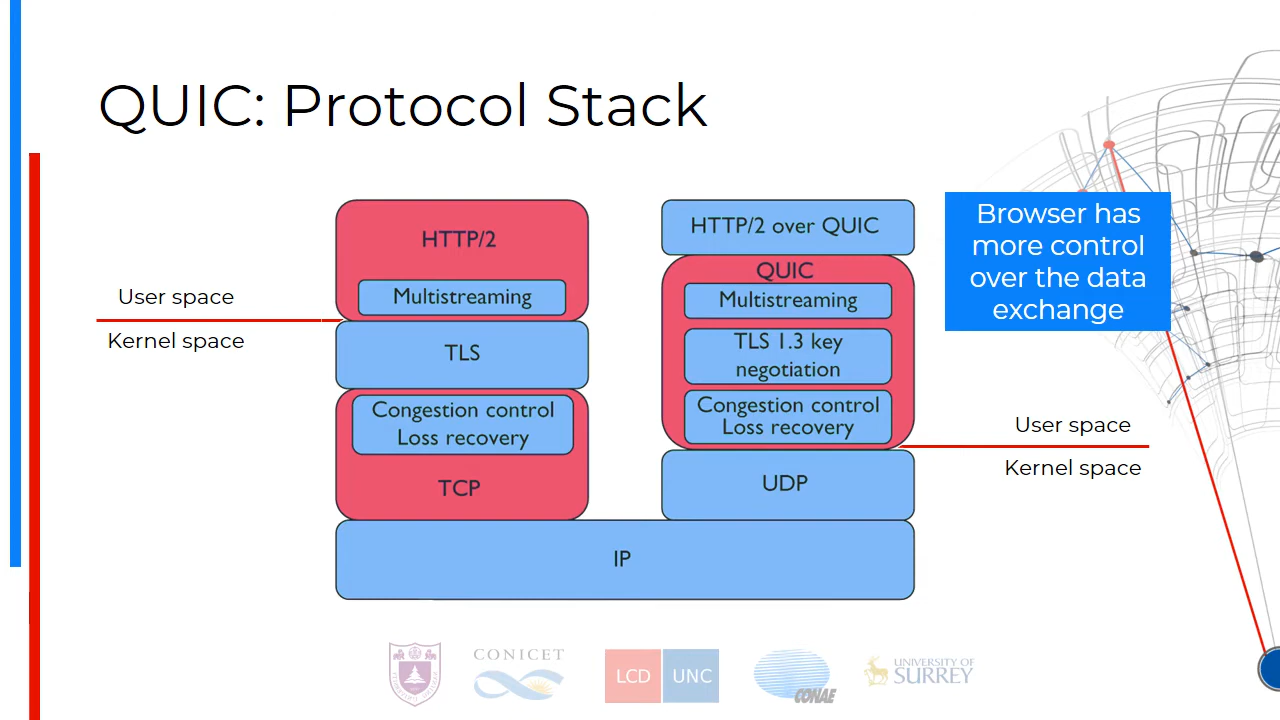 QUIC: Protocol Stack
HTTP/2
Multistreaming
User space
Kernel space
TLS
Congestion control
Loss recovery
TCP
HTTP/2 over QUIC
QUIC
Multistreaming
TLS 1.3 key
negotiation
Congestion control
Loss recovery
UDP
IP
Browser has
more control
over the data
exchange
User space
Kernel space
CONICET
LCD UNC
CONAE
UNIVERSITY OF
SURREY